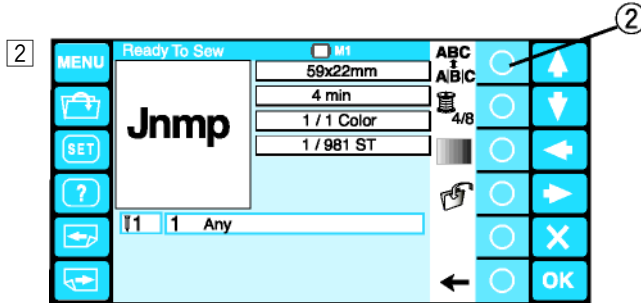 2
2
MENU
Ready To Sew
M1
ABC
A|B|C
59x22mm
4 min
4/8
1 / 1 Color
1 / 981 ST
Jnmp
SET
?
1
1 Any
OK